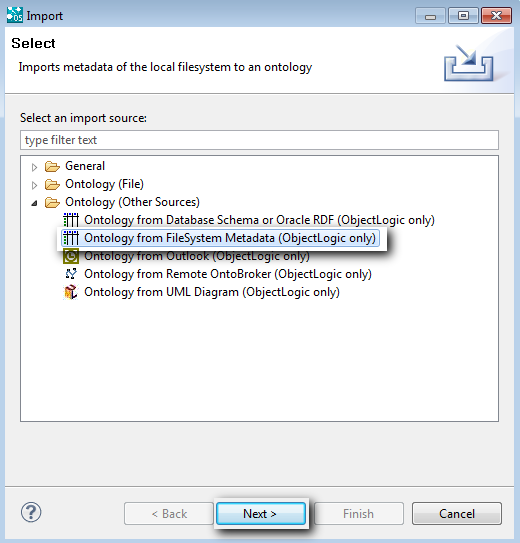 Import
Select
Imports metadata of the local filesystem to an ontology
Select an import source:
type filter text
General
Ontology (File)
Ontology (Other Sources)
Ontology from Database Schema or Oracle RDF (ObjectLogic only)
Ontology from FileSystem Metadata (ObjectLogic only)
Ontology from Outlook (ObjectLogic only)
Ontology from Remote OntoBroker (ObjectLogic only)
Ontology from UML Diagram (ObjectLogic only)
? < Back Next > Finish Cancel